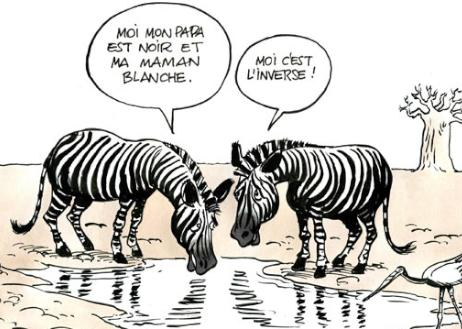 MOI MON PAPA
EST NOIR ET
MA MAMAN
BLANCHE.
MOI C'EST
L'INVERSE !